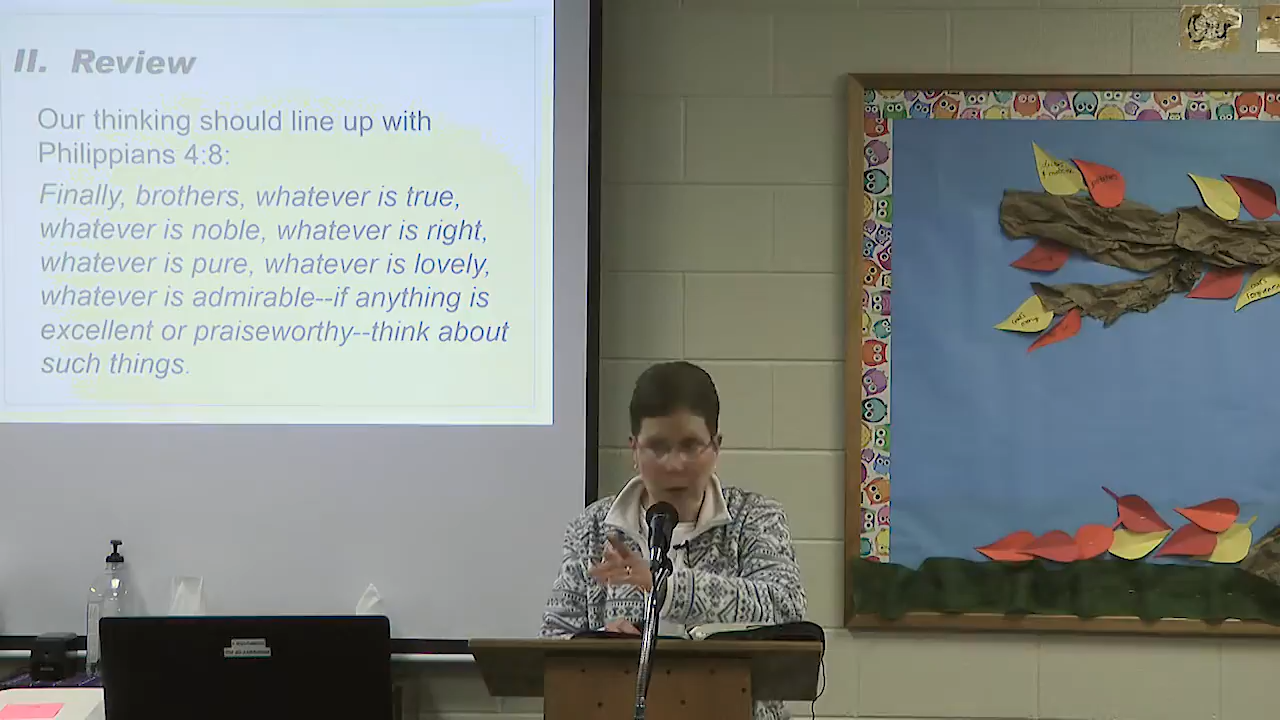 II. Review
Our thinking should line up with
Philippians 4:8:
Finally, brothers, whatever is true,
whatever is noble, whatever is right,
whatever is pure, whatever is lovely,
whatever is admirable--if anything is
excellent or praiseworthy--think about
such things.
Our